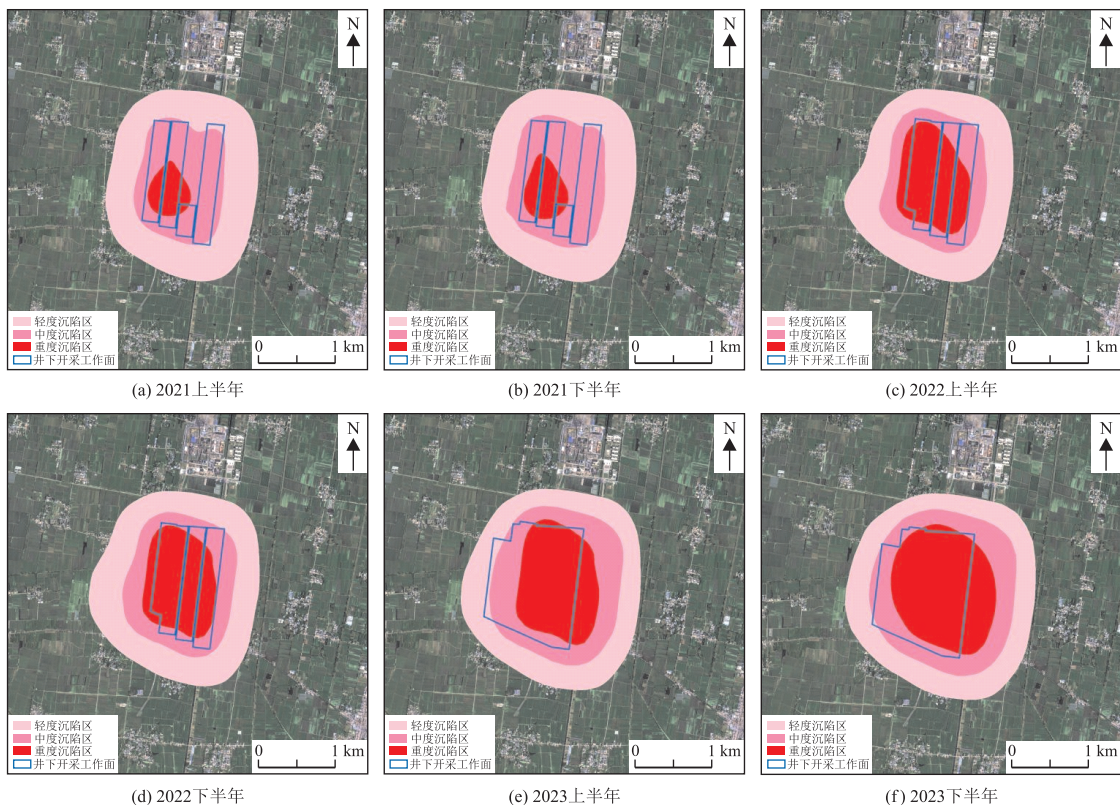 N
轻度沉陷区
中度沉陷区
重度沉陷区
井下开采工作面
0 1 km
(a) 2021上半年
N
轻度沉陷区
中度沉陷区
重度沉陷区
井下开采工作面
0 1 km
(b) 2021下半年
N
轻度沉陷区
中度沉陷区
重度沉陷区
井下开采工作面
0 1 km
(c) 2022上半年
N
轻度沉陷区
中度沉陷区
重度沉陷区
井下开采工作面
0 1 km
(d) 2022下半年
N
轻度沉陷区
中度沉陷区
重度沉陷区
井下开采工作面
0 1 km
(e) 2023上半年
N
轻度沉陷区
中度沉陷区
重度沉陷区
井下开采工作面
0 1 km
(f) 2023下半年